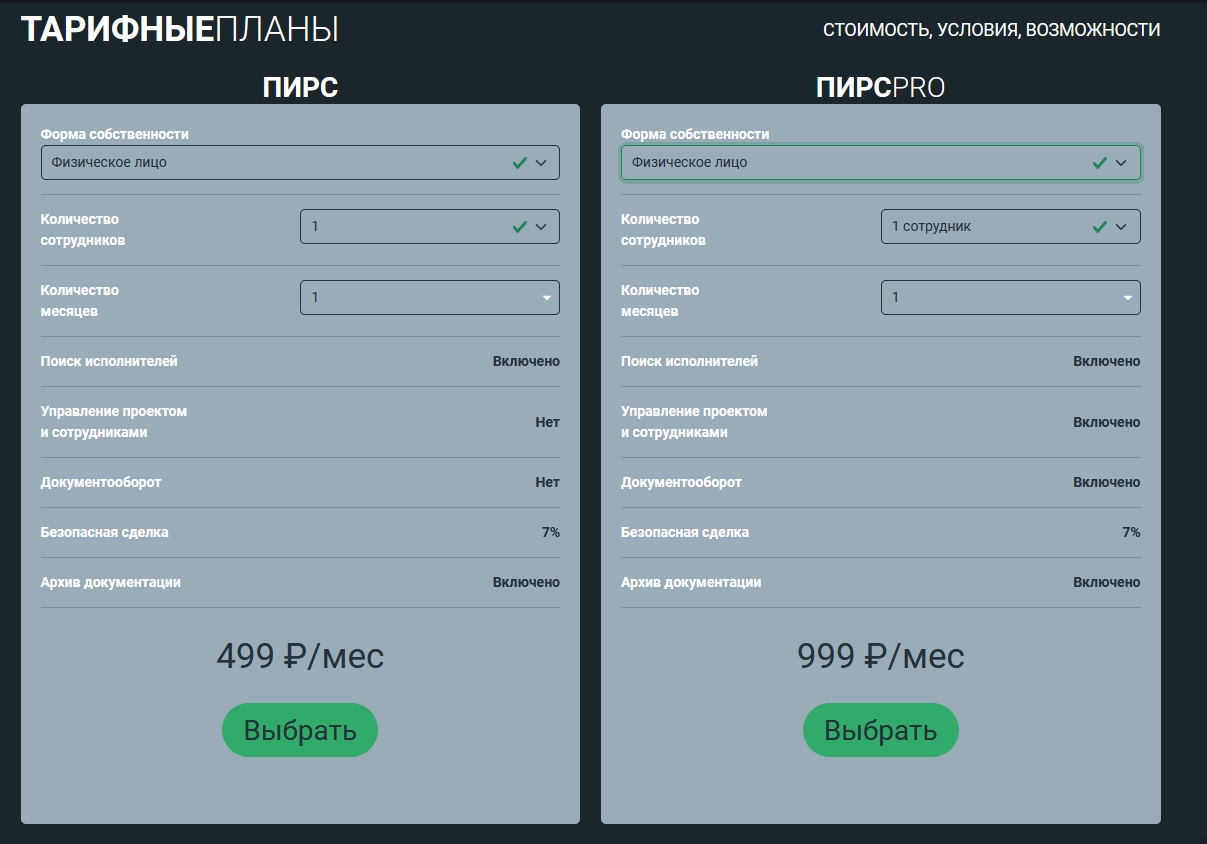 ТАРИФНЫЕПЛАНЫ
СТОИМОСТЬ, УСЛОВИЯ, ВОЗМОЖНОСТИ
ПИРС
Форма собственности
Физическое лицо
Количество
сотрудников
1
Количество
месяцев
1
Поиск исполнителей
Включено
Управление проектом
и сотрудниками
Нет
Документооборот
Нет
Безопасная сделка
7%
Архив документации
Включено
499 ₽/мес
Выбрать
ПИРСPRO
Форма собственности
Физическое лицо
Количество
сотрудников
1 сотрудник
Количество
месяцев
1
Поиск исполнителей
Включено
Управление проектом
и сотрудниками
Включено
Документооборот
Включено
Безопасная сделка
7%
Архив документации
Включено
999 ₽/мес
Выбрать